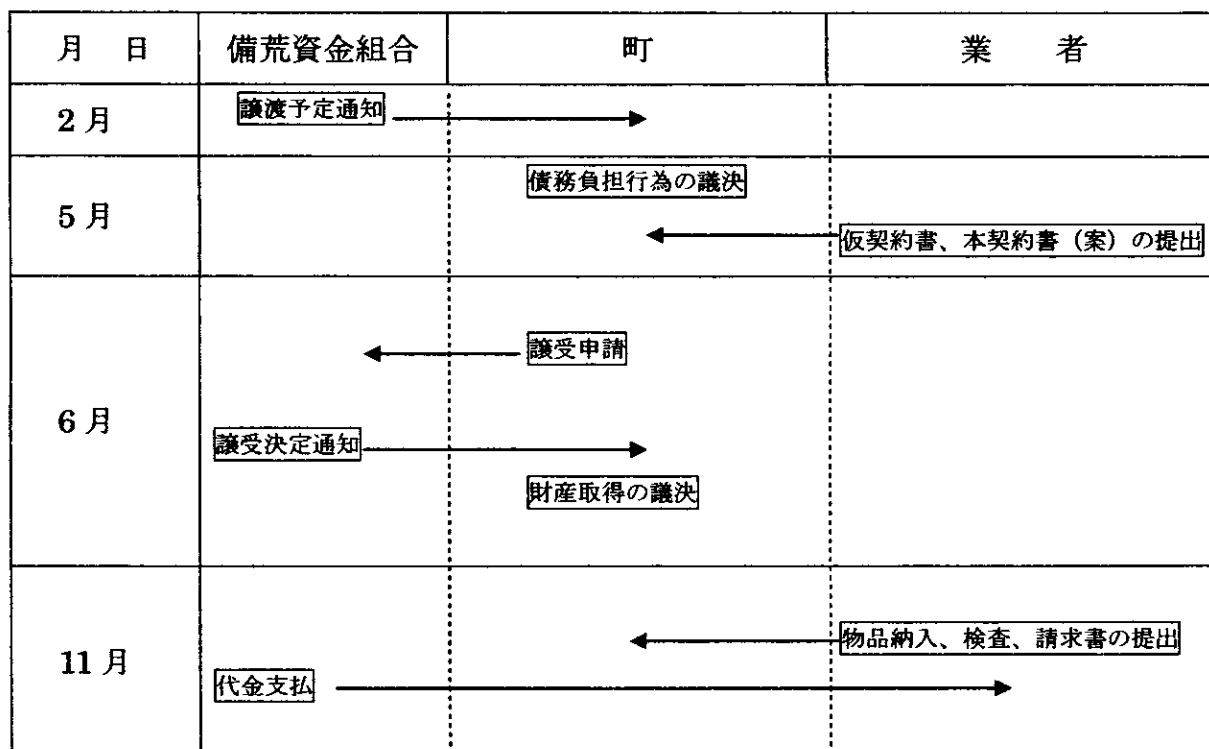 月　日　備荒資金組合　町　業　者
2月　譲渡予定通知
5月　債務負担行為の議決
仮契約書、本契約書（案）の提出
6月　譲受申請
譲受決定通知
財産取得の議決
11月　物品納入、検査、請求書の提出
代金支払